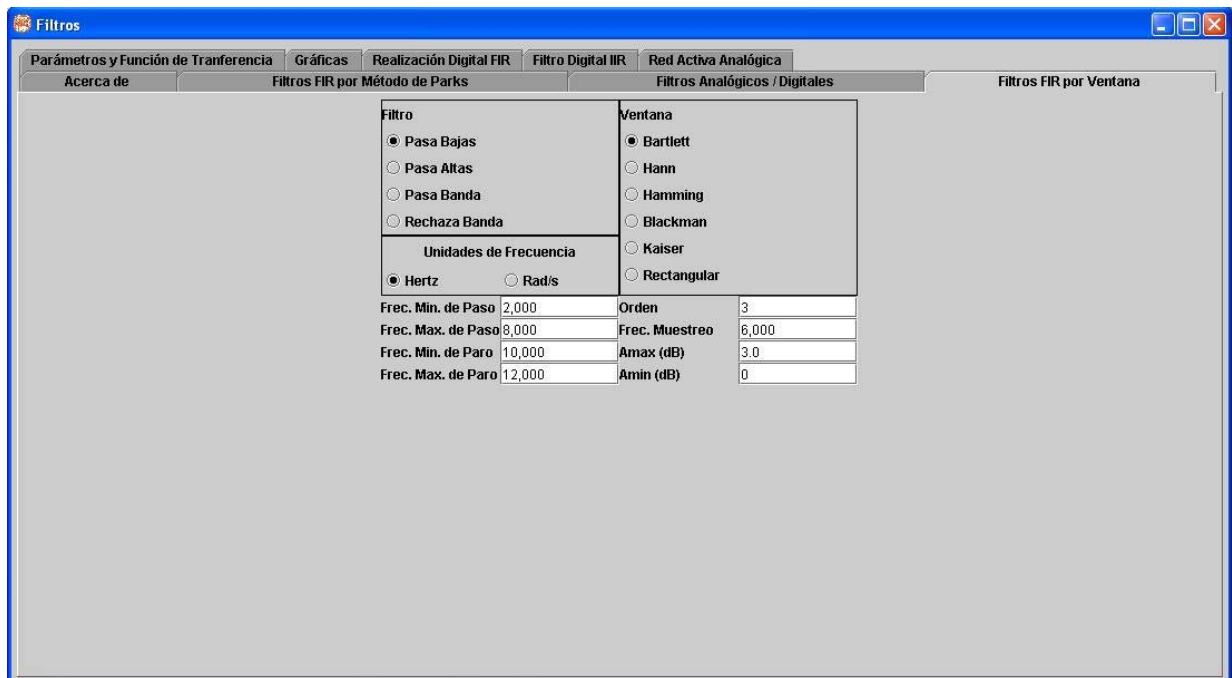 Filtros
Parámetros y Función de Tranferencia Gráficas Realización Digital FIR Filtro Digital IIR Red Activa Analógica
Acerca de Filtros FIR por Método de Parks Filtros Analógicos / Digitales Filtros FIR por Ventana
Filtro
Pasa Bajas
Pasa Altas
Pasa Banda
Rechaza Banda
Unidades de Frecuencia
Hertz Rad/s
Ventana
Bartlett
Hann
Hamming
Blackman
Kaiser
Rectangular
Frec. Min. de Paso 2,000 Orden 3
Frec. Max. de Paso 8,000 Frec. Muestreo 6,000
Frec. Min. de Paro 10,000 Amax (dB) 3.0
Frec. Max. de Paro 12,000 Amin (dB) 0